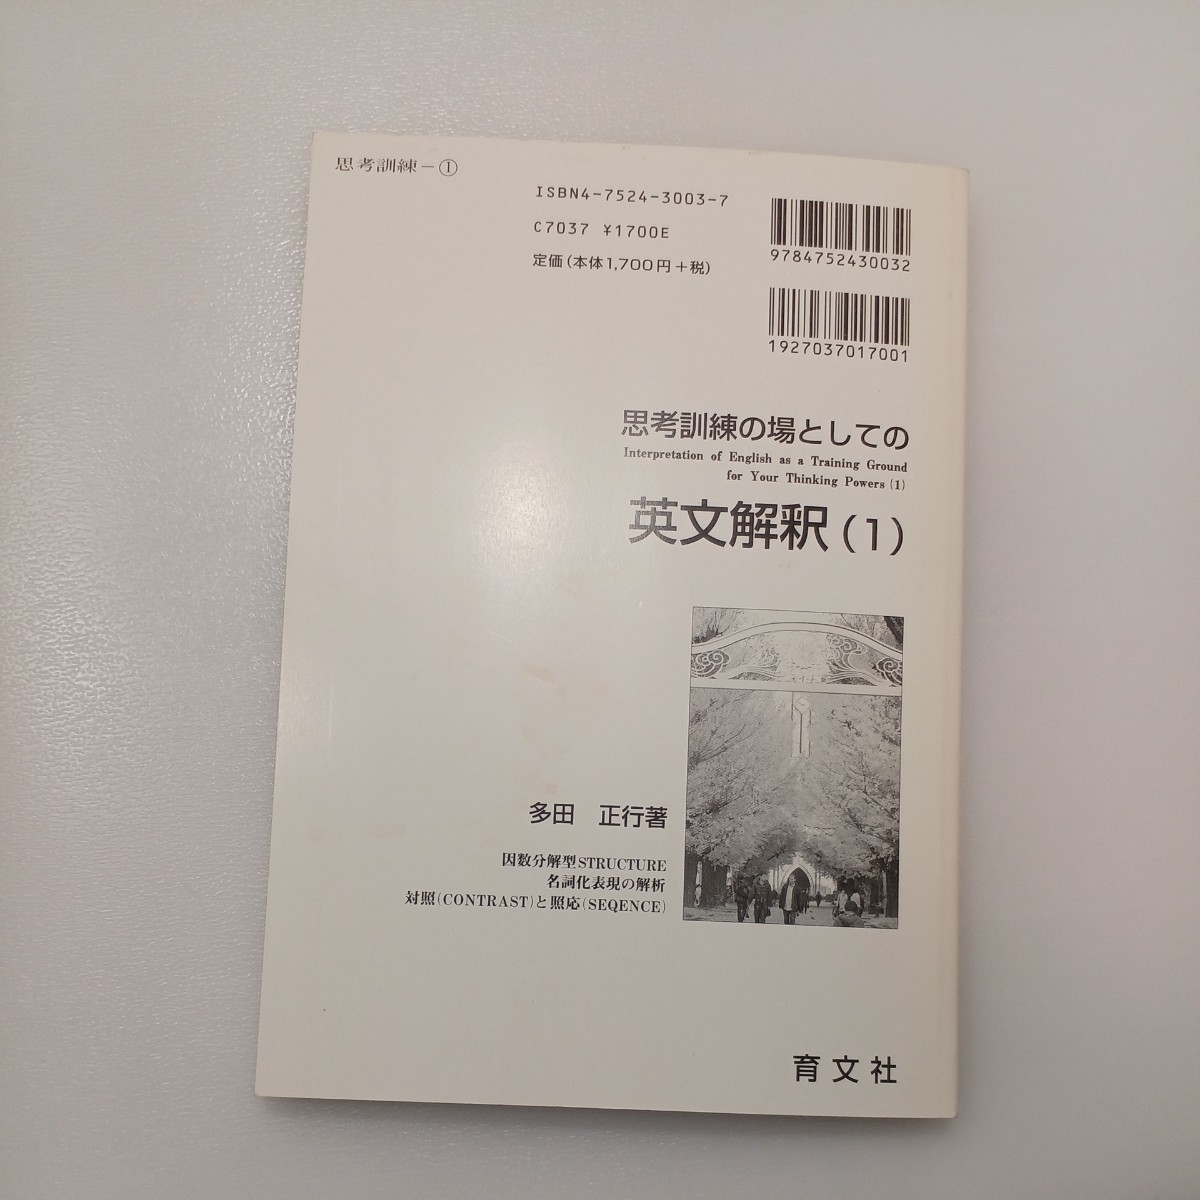 思考訓練－①
ISBN4-7524-3003-7
C7037 ¥1700E
定価（本体1,700円＋税）
9784752430032
1927037017001
思考訓練の場としての
Interpretation of English as a Training Ground
for Your Thinking Powers (1)
英文解釈(1)
多田　正行著
因数分解型STRUCTURE
名詞化表現の解析
対照(CONTRAST)と照応(SEQENCE)
育文社